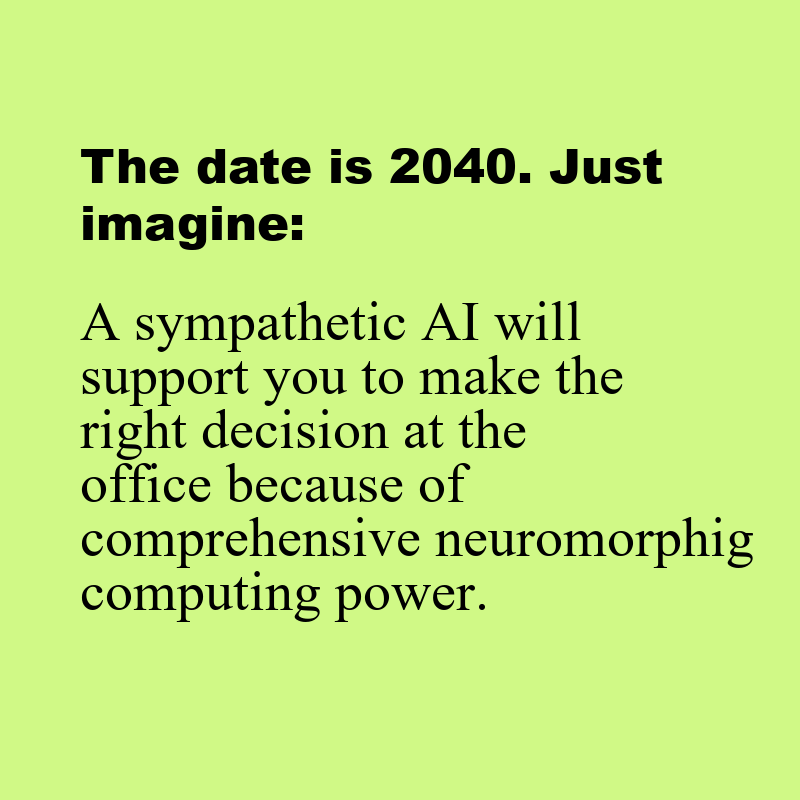 The date is 2040. Just
imagine:
A sympathetic AI will
support you to make the
right decision at the
office because of
comprehensive neuromorphig
computing power.